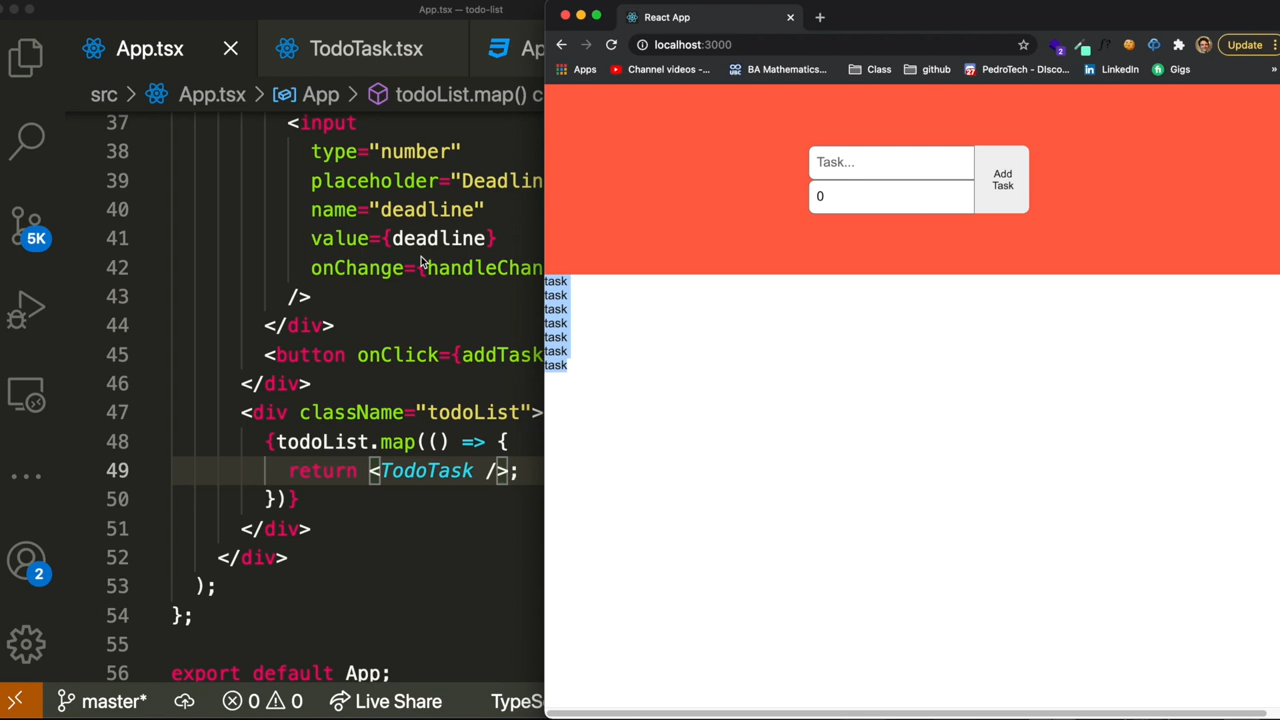 App.tsx — todo-list
App.tsx
TodoTask.tsx
Ap
src > App.tsx > App > todoList.map() c
37 <input
38 type="number"
39 placeholder="Deadlin
40 name="deadline"
41 value={deadline}
42 onChange={handleChan
43 />
44 </div>
45 <button onClick={addTask
46 </div>
47 <div className="todoList">
48 {todoList.map(() => {
49 return <TodoTask />;
50 })}
51 </div>
52 </div>
53 );
54 };
55
56 export default App;
5K
2
master*
0 0
Live Share
TypeSc
React App
localhost:3000
2
Update
Apps
Channel videos -...
BA Mathematics...
Class
github
PedroTech - DIsco...
LinkedIn
Gigs
»
Task...
0
Add
Task
task
task
task
task
task
task
task